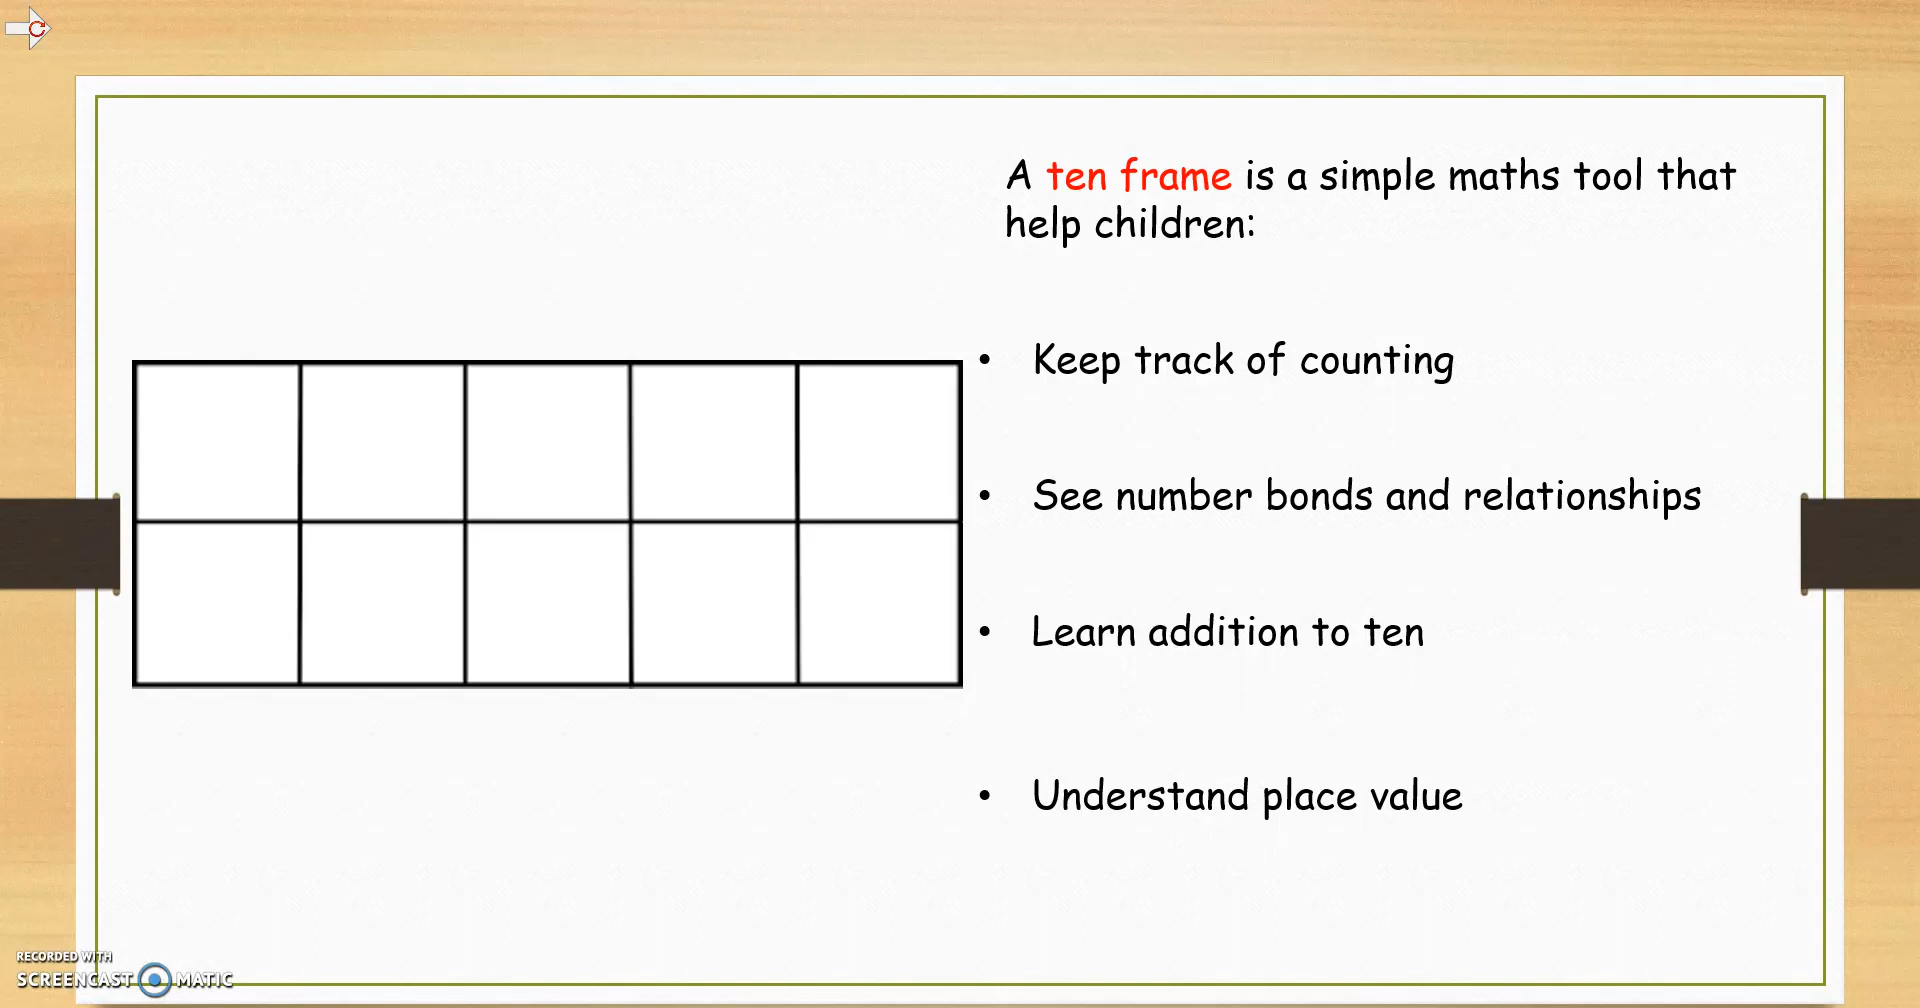 A ten frame is a simple maths tool that
help children:
• Keep track of counting
• See number bonds and relationships
• Learn addition to ten
• Understand place value
RECORDED WITH
SCREENCAST MATIC